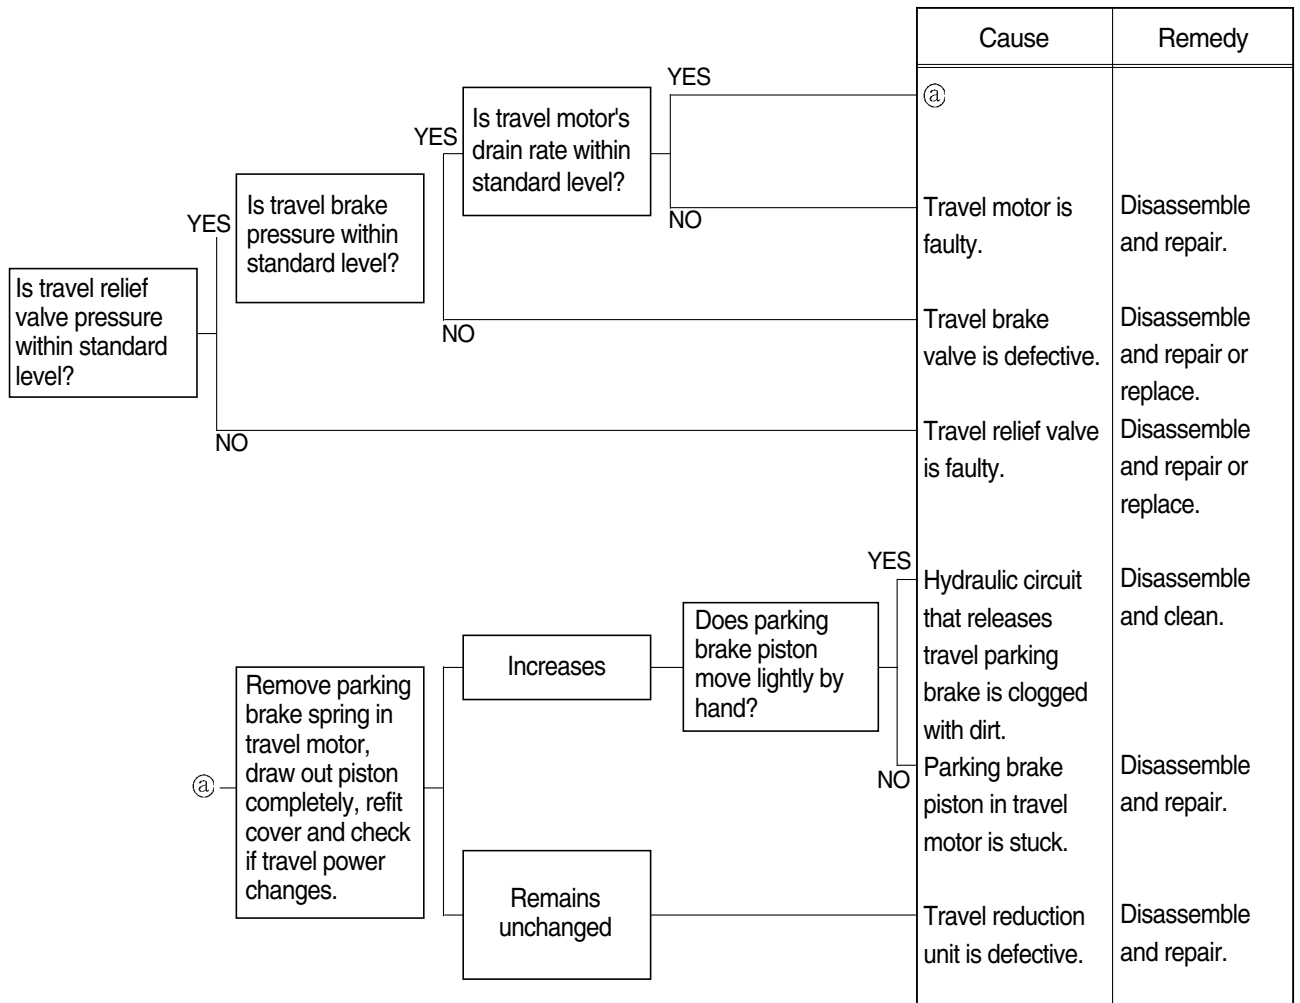 Cause
Remedy
YES
ⓐ
YES
Is travel motor's
drain rate within
standard level?
NO
Travel motor is
faulty.
Disassemble
and repair.
YES
Is travel brake
pressure within
standard level?
NO
Travel brake
valve is defective.
Disassemble
and repair or
replace.
Is travel relief
valve pressure
within standard
level?
NO
Travel relief valve
is faulty.
Disassemble
and repair or
replace.
ⓐ
Remove parking
brake spring in
travel motor,
draw out piston
completely, refit
cover and check
if travel power
changes.
Increases
Does parking
brake piston
move lightly by
hand?
YES
Hydraulic circuit
that releases
travel parking
brake is clogged
with dirt.
Disassemble
and clean.
NO
Parking brake
piston in travel
motor is stuck.
Disassemble
and repair.
Remains
unchanged
Travel reduction
unit is defective.
Disassemble
and repair.